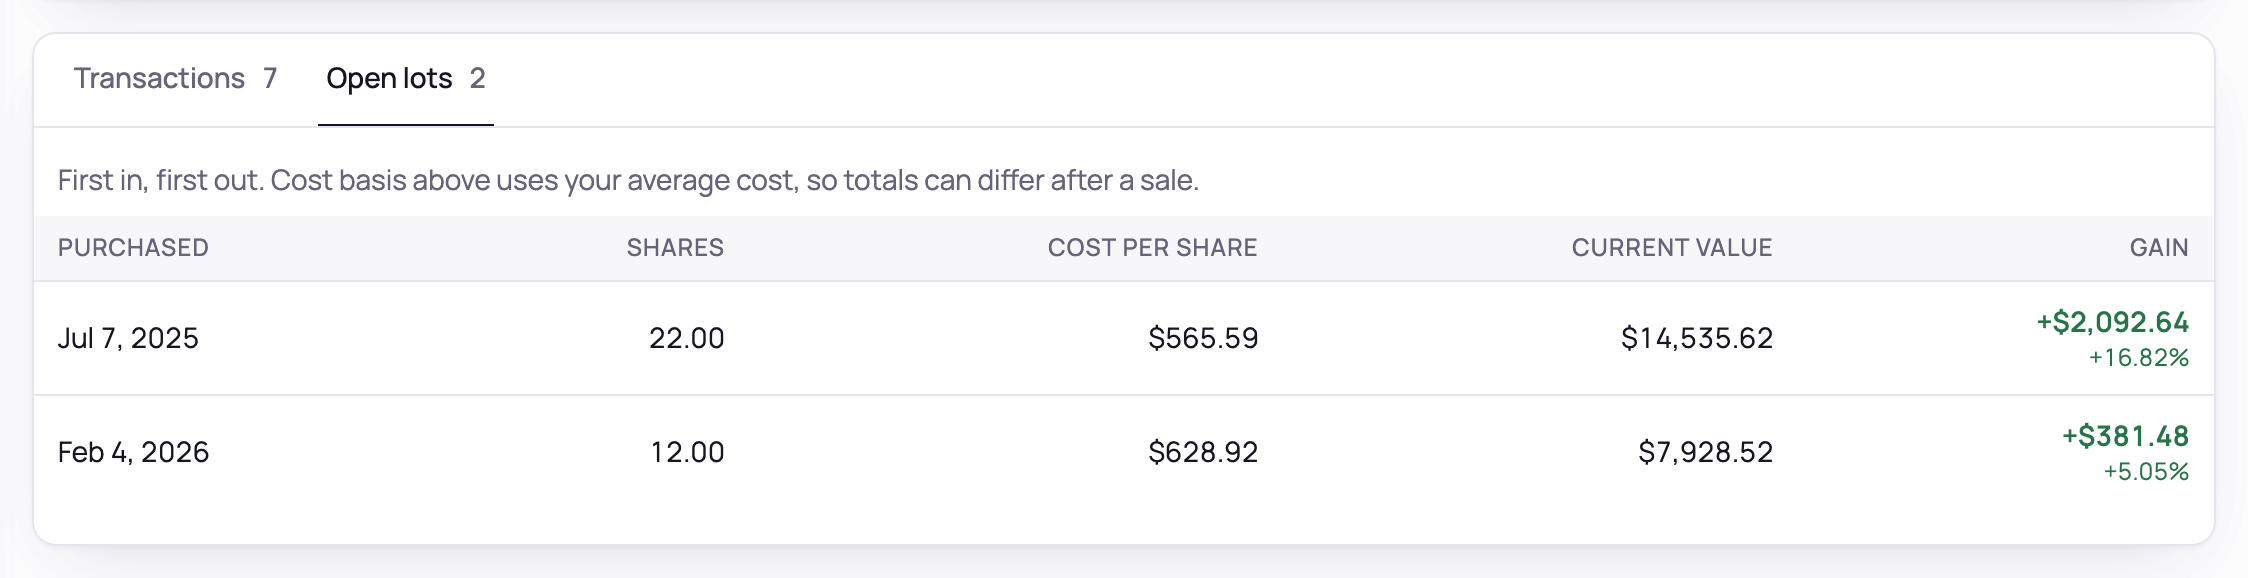 Transactions 7 Open lots 2
First in, first out. Cost basis above uses your average cost, so totals can differ after a sale.
PURCHASED SHARES COST PER SHARE CURRENT VALUE GAIN
Jul 7, 2025 22.00 $565.59 $14,535.62 +$2,092.64
+16.82%
Feb 4, 2026 12.00 $628.92 $7,928.52 +$381.48
+5.05%